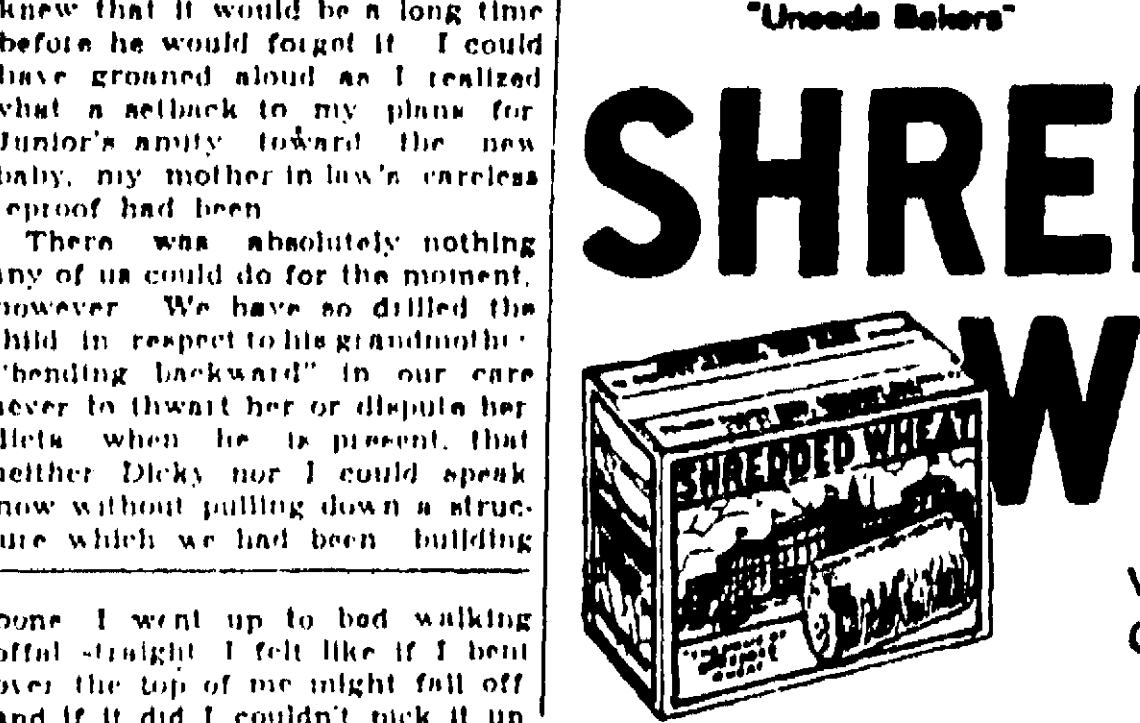 knew that it would be a long time
before he would forget it I could
have groaned aloud as I realized
what a setback to my plans for
Junior's amity toward the new
baby, my mother in law's careless
eproof had been
There was absolutely nothing
any of us could do for the moment,
however We have so drilled the
child in respect to his grandmother
"bending backward" in our care
never to thwart her or dispute her
dicta when he is present, that
neither Dicky nor I could speak
now without pulling down a struc-
ture which we had been building
bone I went up to bed walking
offul straight I felt like if I bent
over the top of me might fall off
and if it did I couldn't pick it up
"Uneeda Bakers"
SHRE
W
SHREDDED WHEAT